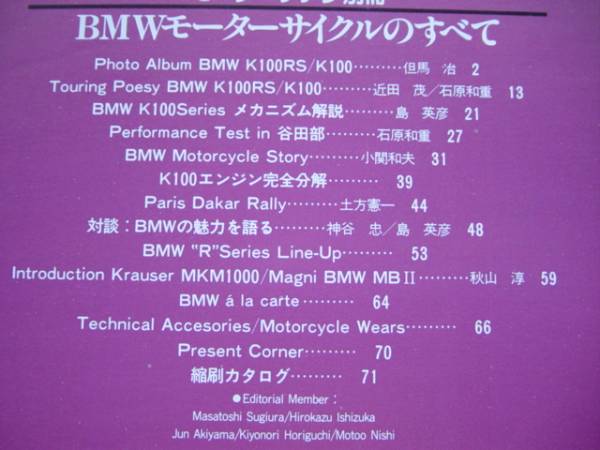 BMWモーターサイクルのすべて
Photo Album BMW K100RS/K100………但馬 治 2
Touring Poesy BMW K100RS/K100………近田 茂/石原和重 13
BMW K100Series メカニズム解説………島 英彦 21
Performance Test in 谷田部………石原和重 27
BMW Motorcycle Story………小関和夫 31
K100エンジン完全分解……… 39
Paris Dakar Rally………土方憲一 44
対談：BMWの魅力を語る………神谷 忠/島 英彦 48
BMW “R”Series Line-Up……… 53
Introduction Krauser MKM1000/Magni BMW MBⅡ………秋山 淳 59
BMW á la carte……… 64
Technical Accesories/Motorcycle Wears……… 66
Present Corner……… 70
縮刷カタログ……… 71
●Editorial Member：
Masatoshi Sugiura/Hirokazu Ishizuka
Jun Akiyama/Kiyonori Horiguchi/Motoo Nishi